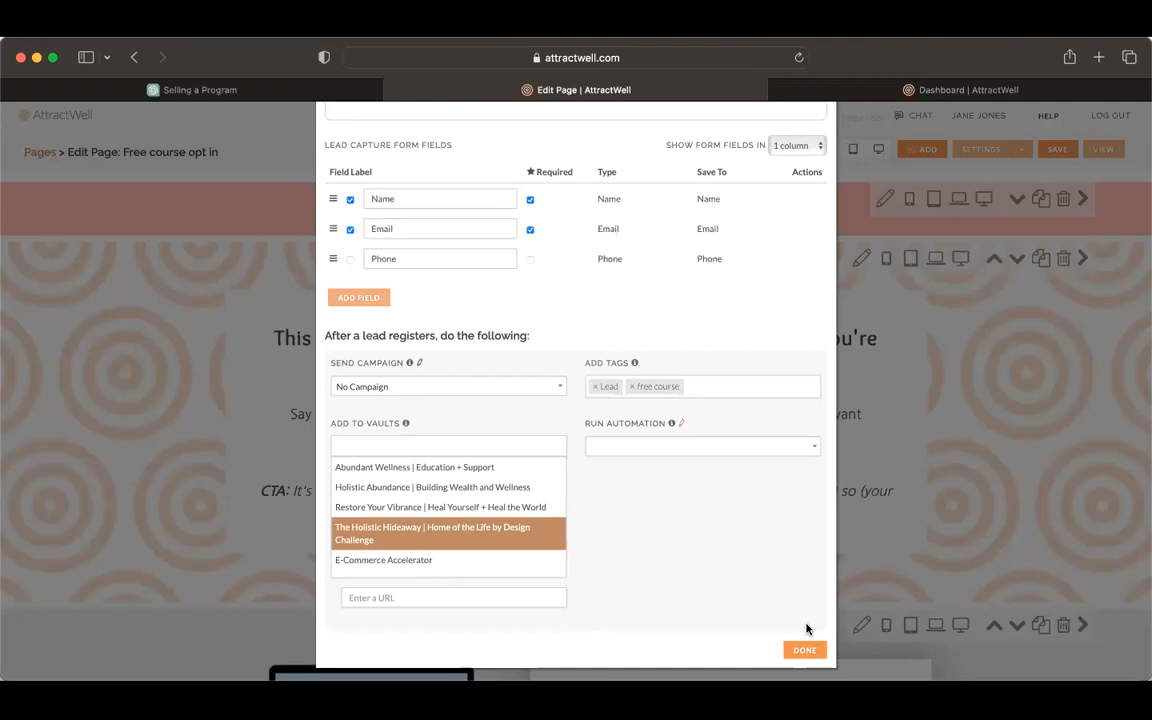 attractwell.com
Selling a Program
Edit Page | AttractWell
Dashboard | AttractWell
AttractWell
CHAT
JANE JONES
HELP
LOG OUT
Pages > Edit Page: Free course opt in
ADD
SETTINGS
SAVE
VIEW
LEAD CAPTURE FORM FIELDS
SHOW FORM FIELDS IN
1 column
Field Label
Required
Type
Save To
Actions
Name
Name
Name
Email
Email
Email
Phone
Phone
Phone
ADD FIELD
This
u're
After a lead registers, do the following:
SEND CAMPAIGN
ADD TAGS
No Campaign
× Lead
× free course
Say
vant
ADD TO VAULTS
RUN AUTOMATION
Abundant Wellness | Education + Support
Holistic Abundance | Building Wealth and Wellness
CTA: It's
so (your
Restore Your Vibrance | Heal Yourself + Heal the World
The Holistic Hideaway | Home of the Life by Design
Challenge
E-Commerce Accelerator
Enter a URL
DONE